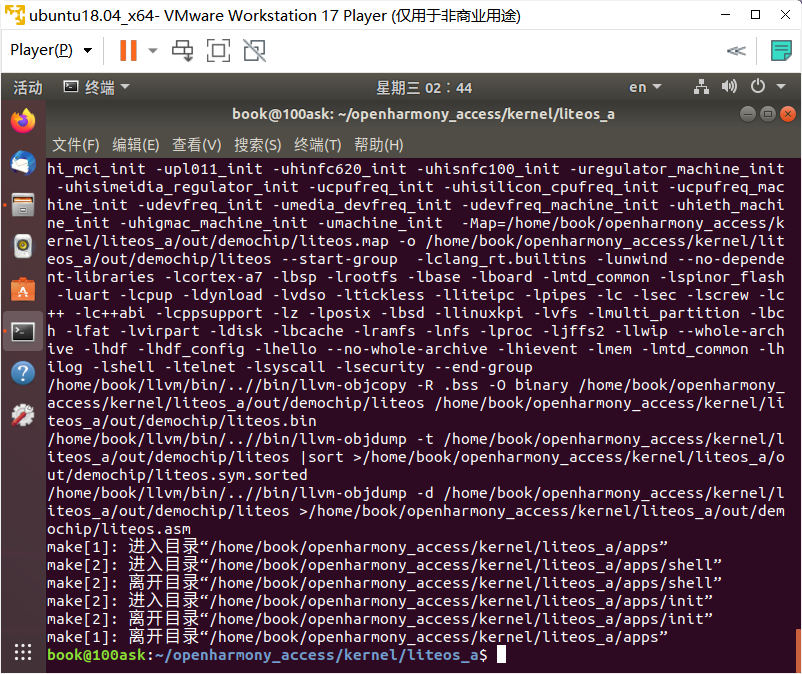 ubuntu18.04_x64- VMware Workstation 17 Player (仅用于非商业用途)
Player(P)
活动 终端 星期三 02：44 en
book@100ask: ~/openharmony_access/kernel/liteos_a
文件(F) 编辑(E) 查看(V) 搜索(S) 终端(T) 帮助(H)
hi_mci_init -upl011_init -uhinfc620_init -uhisnfc100_init -uregulator_machine_init
-uhisimeidia_regulator_init -ucpufreq_init -uhisilicon_cpufreq_init -ucpufreq_mac
hine_init -udevfreq_init -umedia_devfreq_init -udevfreq_machine_init -uhieth_machi
ne_init -uhigmac_machine_init -umachine_init  -Map=/home/book/openharmony_access/k
ernel/liteos_a/out/demochip/liteos.map -o /home/book/openharmony_access/kernel/lit
eos_a/out/demochip/liteos --start-group  -lclang_rt.builtins -lunwind --no-depende
nt-libraries -lcortex-a7 -lbsp -lrootfs -lbase -lboard -lmtd_common -lspinor_flash
-luart -lcpup -ldynload -lvdso -ltickless -lliteipc -lpipes -lc -lsec -lscrew -lc
++ -lc++abi -lcppsupport -lz -lposix -lbsd -llinuxkpi -lvfs -lmulti_partition -lbc
h -lfat -lvirpart -ldisk -lbcache -lramfs -lnfs -lproc -ljffs2 -llwip --whole-arch
ive -lhdf -lhdf_config -lhello --no-whole-archive -lhievent -lmem -lmtd_common -lh
ilog -lshell -ltelnet -lsyscall -lsecurity --end-group
/home/book/llvm/bin/..//bin/llvm-objcopy -R .bss -O binary /home/book/openharmony_
access/kernel/liteos_a/out/demochip/liteos /home/book/openharmony_access/kernel/li
teos_a/out/demochip/liteos.bin
/home/book/llvm/bin/..//bin/llvm-objdump -t /home/book/openharmony_access/kernel/l
iteos_a/out/demochip/liteos |sort >/home/book/openharmony_access/kernel/liteos_a/o
ut/demochip/liteos.sym.sorted
/home/book/llvm/bin/..//bin/llvm-objdump -d /home/book/openharmony_access/kernel/l
iteos_a/out/demochip/liteos >/home/book/openharmony_access/kernel/liteos_a/out/dem
ochip/liteos.asm
make[1]: 进入目录“/home/book/openharmony_access/kernel/liteos_a/apps”
make[2]: 进入目录“/home/book/openharmony_access/kernel/liteos_a/apps/shell”
make[2]: 离开目录“/home/book/openharmony_access/kernel/liteos_a/apps/shell”
make[2]: 进入目录“/home/book/openharmony_access/kernel/liteos_a/apps/init”
make[2]: 离开目录“/home/book/openharmony_access/kernel/liteos_a/apps/init”
make[1]: 离开目录“/home/book/openharmony_access/kernel/liteos_a/apps”
book@100ask:~/openharmony_access/kernel/liteos_a$